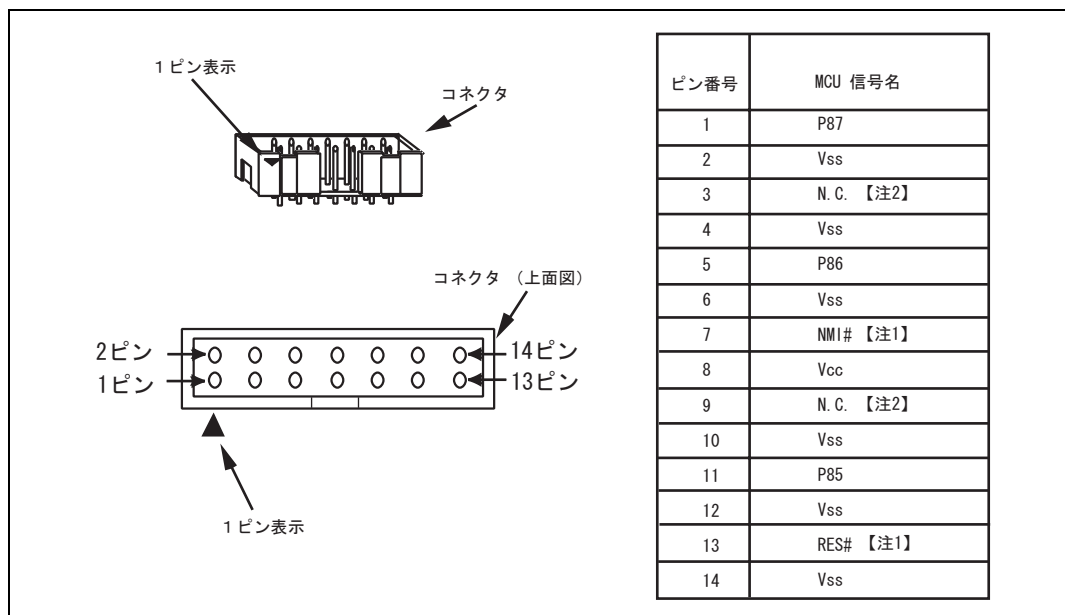 1ピン表示
コネクタ
コネクタ (上面図)
2ピン
14ピン
1ピン
13ピン
1ピン表示
ピン番号 MCU 信号名
1 P87
2 Vss
3 N.C. 【注2】
4 Vss
5 P86
6 Vss
7 NMI# 【注1】
8 Vcc
9 N.C. 【注2】
10 Vss
11 P85
12 Vss
13 RES# 【注1】
14 Vss